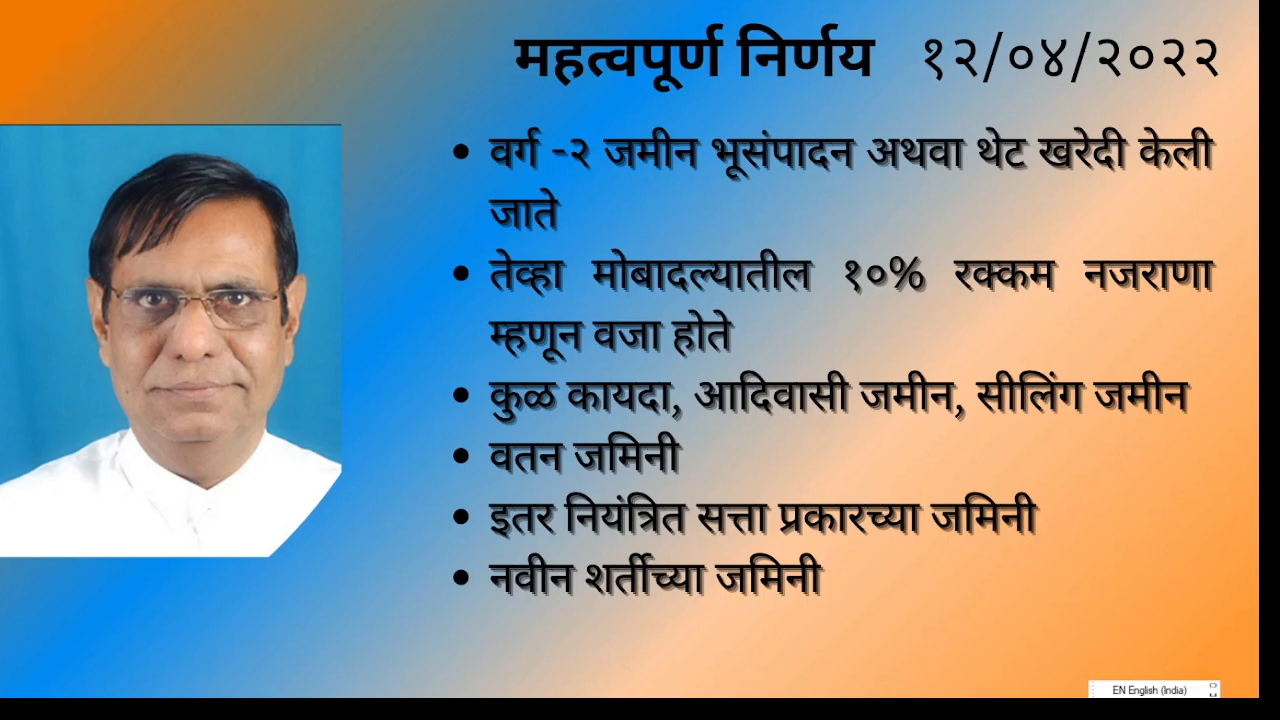 महत्वपूर्ण निर्णय १२/०४/२०२२
• वर्ग -२ जमीन भूसंपादन अथवा थेट खरेदी केली
जाते
• तेव्हा मोबादल्यातील १०% रक्कम नजराणा
म्हणून वजा होते
• कुळ कायदा, आदिवासी जमीन, सीलिंग जमीन
• वतन जमिनी
• इतर नियंत्रित सत्ता प्रकारच्या जमिनी
• नवीन शर्तीच्या जमिनी
EN English (India)